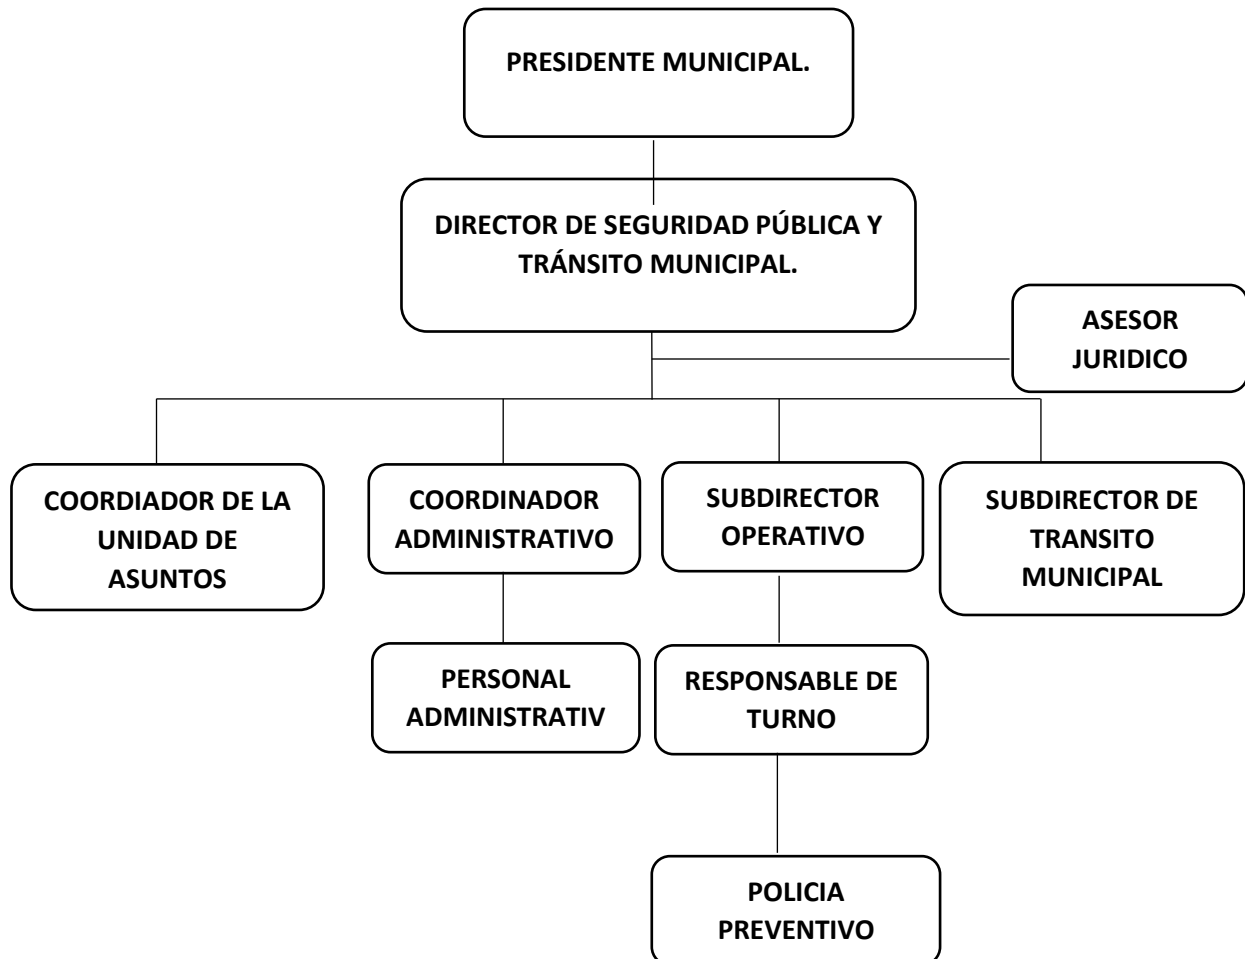 PRESIDENTE MUNICIPAL.
DIRECTOR DE SEGURIDAD PÚBLICA Y
TRÁNSITO MUNICIPAL.
ASESOR
JURIDICO
COORDIADOR DE LA
UNIDAD DE
ASUNTOS
COORDINADOR
ADMINISTRATIVO
SUBDIRECTOR
OPERATIVO
SUBDIRECTOR DE
TRANSITO
MUNICIPAL
PERSONAL
ADMINISTRATIV
RESPONSABLE DE
TURNO
POLICIA
PREVENTIVO